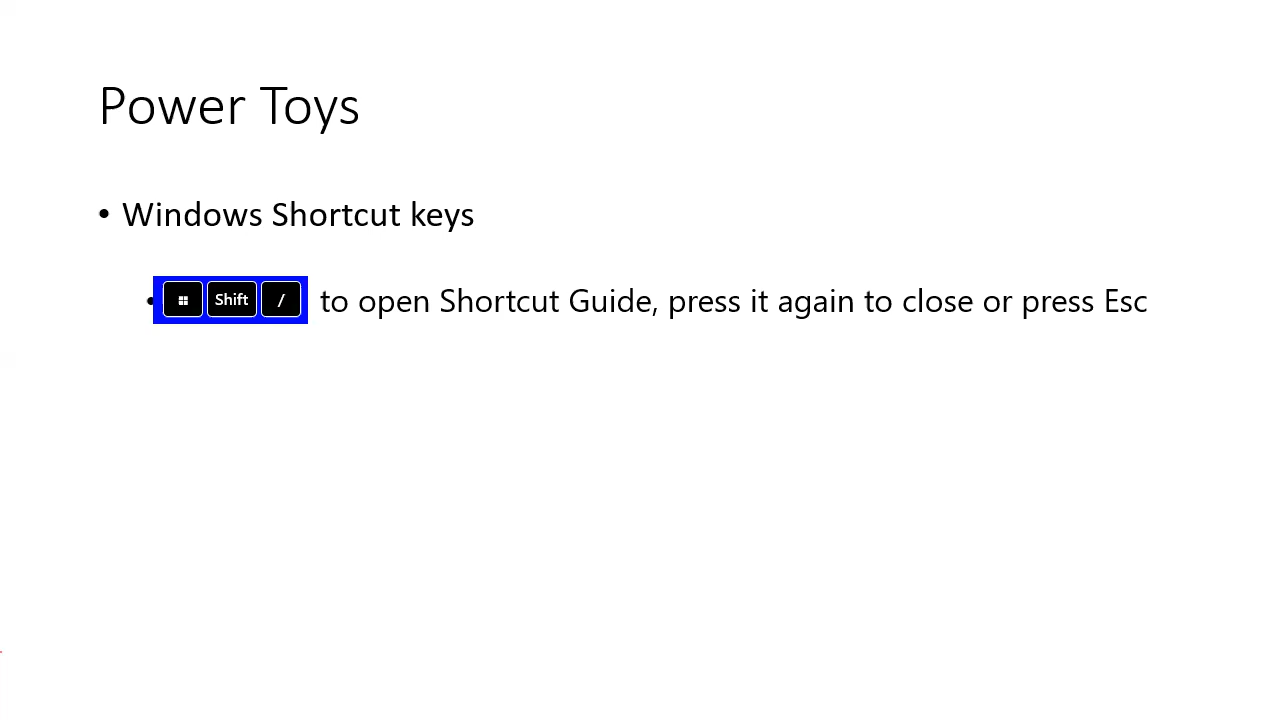 Power Toys
• Windows Shortcut keys
• Shift / to open Shortcut Guide, press it again to close or press Esc